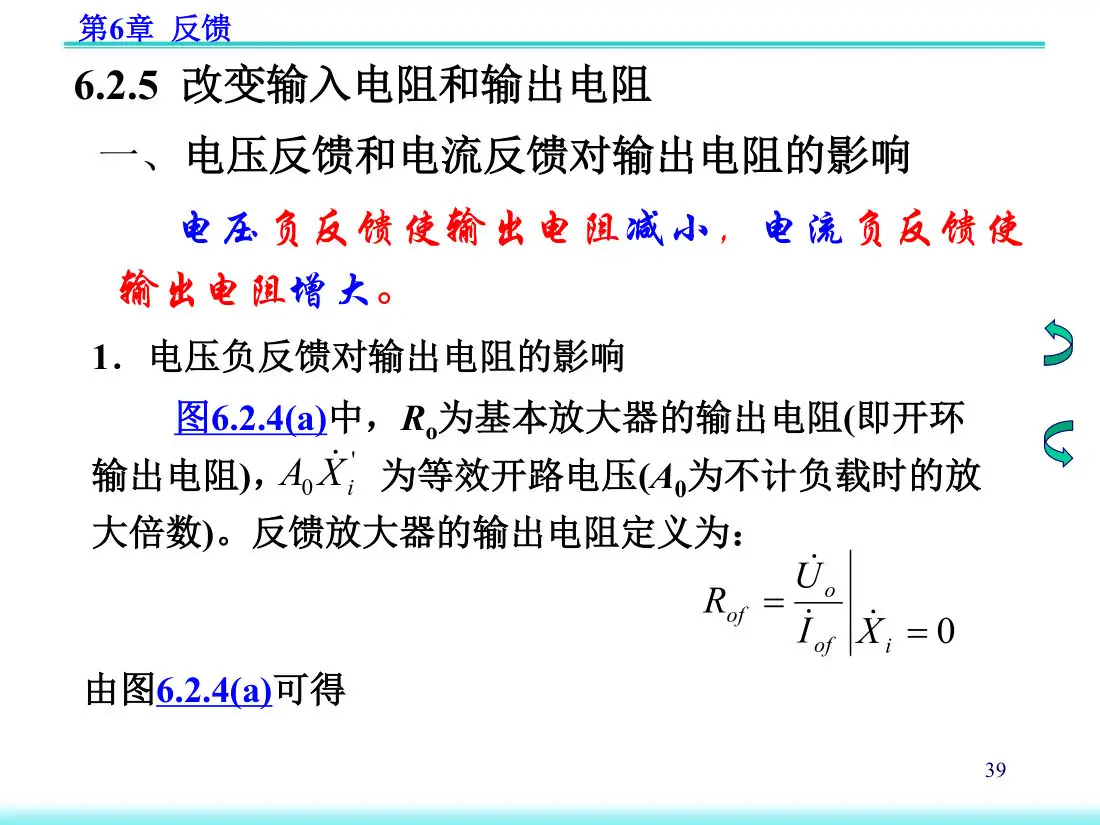 第6章 反馈
6.2.5 改变输入电阻和输出电阻
一、电压反馈和电流反馈对输出电阻的影响
电压负反馈使输出电阻减小,电流负反馈使
输出电阻增大。
1．电压负反馈对输出电阻的影响
图6.2.4(a)中，Ro为基本放大器的输出电阻(即开环
输出电阻)，A₀Ẋᵢ' 为等效开路电压(A₀为不计负载时的放
大倍数)。反馈放大器的输出电阻定义为：
R_of = U̇_o / İ_of | Ẋ_i = 0
由图6.2.4(a)可得
39